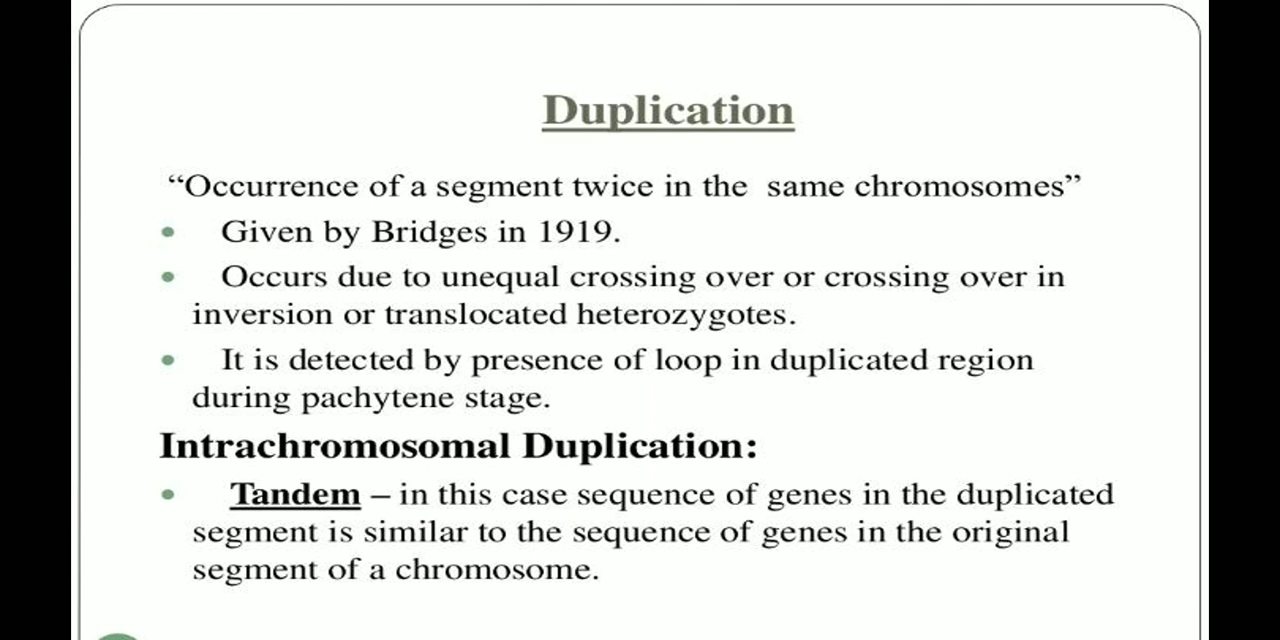 Duplication
“Occurrence of a segment twice in the same chromosomes”
• Given by Bridges in 1919.
• Occurs due to unequal crossing over or crossing over in
inversion or translocated heterozygotes.
• It is detected by presence of loop in duplicated region
during pachytene stage.
Intrachromosomal Duplication:
• Tandem – in this case sequence of genes in the duplicated
segment is similar to the sequence of genes in the original
segment of a chromosome.